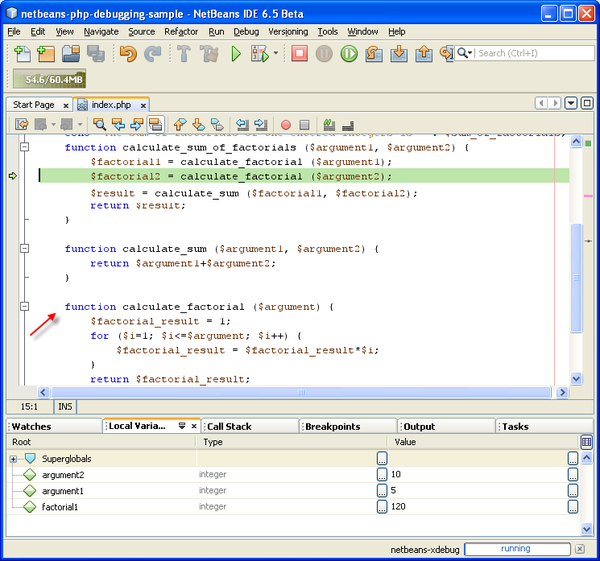 netbeans-php-debugging-sample - NetBeans IDE 6.5 Beta
File Edit View Navigate Source Refactor Run Debug Versioning Tools Window Help
Search (Ctrl+I)
54.6/60.4MB
Start Page index.php
function calculate_sum_of_factorials ($argument1, $argument2) {
$factorial1 = calculate_factorial ($argument1);
$factorial2 = calculate_factorial ($argument2);
$result = calculate_sum ($factorial1, $factorial2);
return $result;
}
function calculate_sum ($argument1, $argument2) {
return $argument1+$argument2;
}
function calculate_factorial ($argument) {
$factorial_result = 1;
for ($i=1; $i<=$argument; $i++) {
$factorial_result = $factorial_result*$i;
}
return $factorial_result;
15:1 INS
Watches Local Varia... Call Stack Breakpoints Output Tasks
Root Type Value
Superglobals ... ...
argument2 integer ... 10 ...
argument1 integer ... 5 ...
factorial1 integer ... 120 ...
netbeans-xdebug running